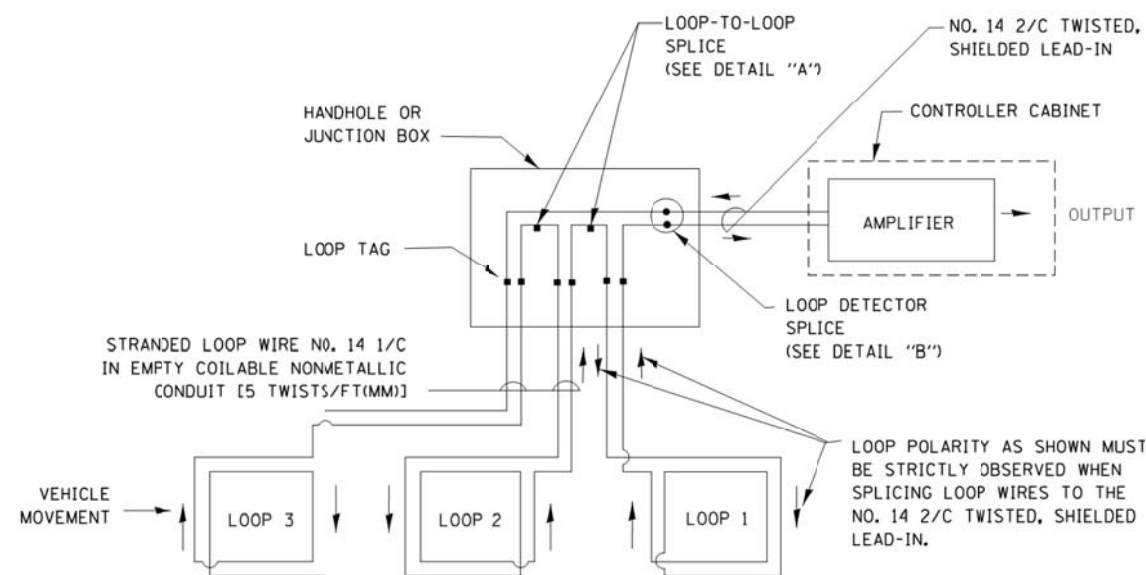 LOOP-TO-LOOP
SPLICE
(SEE DETAIL "A")
NO. 14 2/C TWISTED,
SHIELDED LEAD-IN
HANDHOLE OR
JUNCTION BOX
CONTROLLER CABINET
AMPLIFIER
OUTPUT
LOOP TAG
LOOP DETECTOR
SPLICE
(SEE DETAIL "B")
STRANDED LOOP WIRE NO. 14 1/C
IN EMPTY COILABLE NONMETALLIC
CONDUIT [5 TWISTS/FT(MM)]
LOOP POLARITY AS SHOWN MUST
BE STRICTLY OBSERVED WHEN
SPLICING LOOP WIRES TO THE
NO. 14 2/C TWISTED, SHIELDED
LEAD-IN.
VEHICLE
MOVEMENT
LOOP 3
LOOP 2
LOOP 1